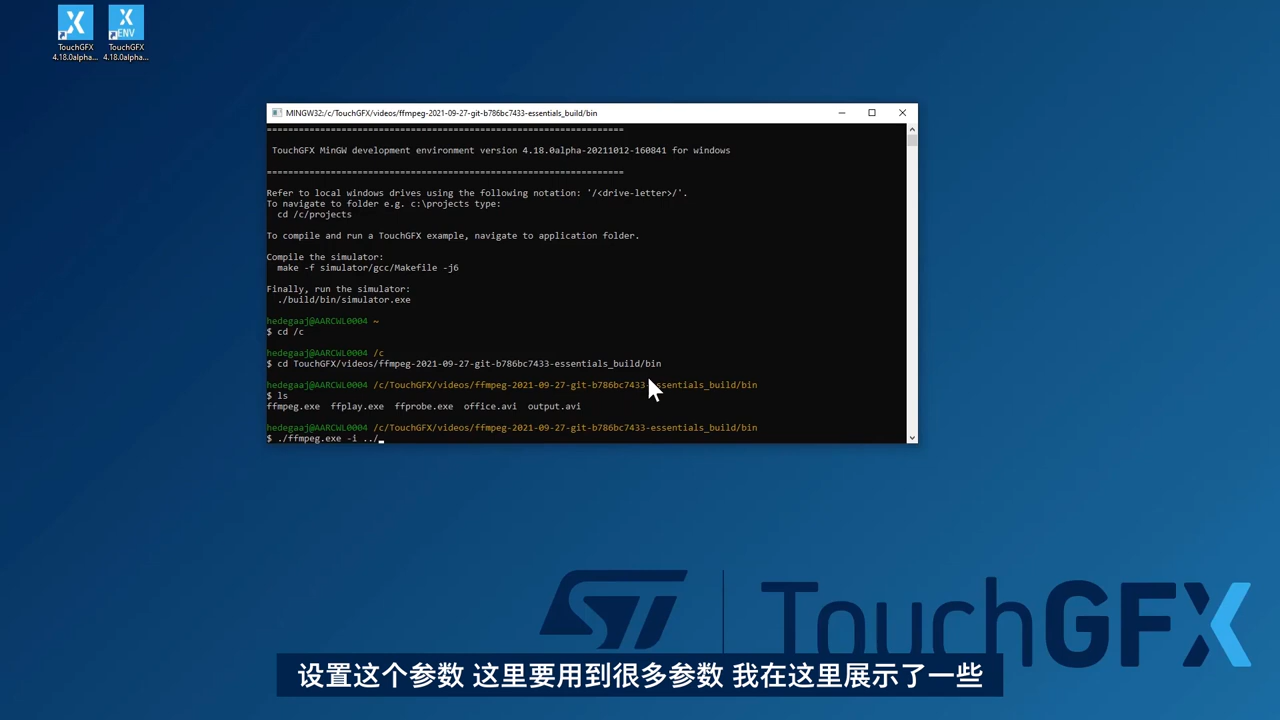 TouchGFX
4.18.0alpha...
X
ENV
TouchGFX
4.18.0alpha...
MINGW32:/c/TouchGFX/videos/ffmpeg-2021-09-27-git-b786bc7433-essentials_build/bin
===================================================================
TouchGFX MinGW development environment version 4.18.0alpha-20211012-160841 for windows
===================================================================
Refer to local windows drives using the following notation: '/<drive-letter>/'.
To navigate to folder e.g. c:\projects type:
cd /c/projects
To compile and run a TouchGFX example, navigate to application folder.
Compile the simulator:
make -f simulator/gcc/Makefile -j6
Finally, run the simulator:
./build/bin/simulator.exe
hedegaaj@AARCWL0004 ~
$ cd /c
hedegaaj@AARCWL0004 /c
$ cd TouchGFX/videos/ffmpeg-2021-09-27-git-b786bc7433-essentials_build/bin
hedegaaj@AARCWL0004 /c/TouchGFX/videos/ffmpeg-2021-09-27-git-b786bc7433-essentials_build/bin
$ ls
ffmpeg.exe ffplay.exe ffprobe.exe office.avi output.avi
hedegaaj@AARCWL0004 /c/TouchGFX/videos/ffmpeg-2021-09-27-git-b786bc7433-essentials_build/bin
$ ./ffmpeg.exe -i ../
ST TouchGFX
设置这个参数 这里要用到很多参数 我在这里展示了一些